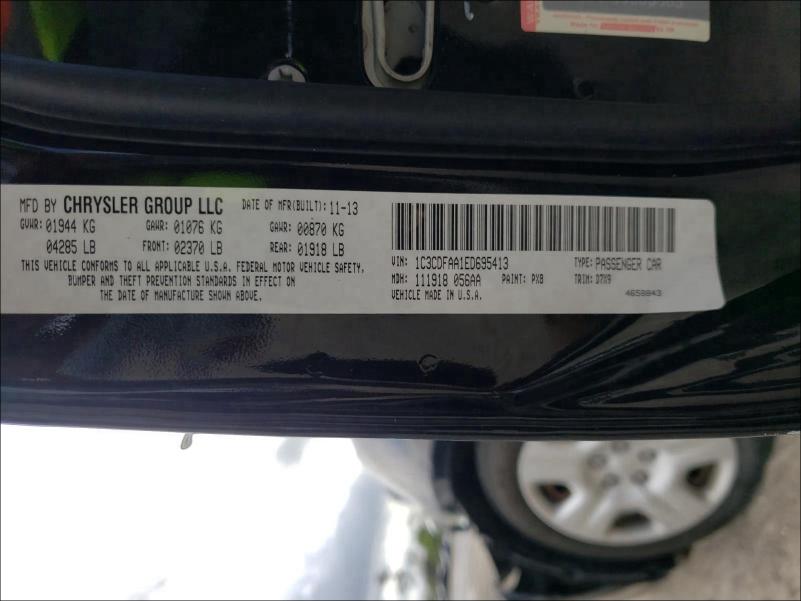 MFD BY CHRYSLER GROUP LLC DATE OF MFR(BUILT): 11-13
GVWR: 01944 KG GAWR: 01076 KG GAWR: 00870 KG
04285 LB FRONT: 02370 LB REAR: 01918 LB
THIS VEHICLE CONFORMS TO ALL APPLICABLE U.S.A. FEDERAL MOTOR VEHICLE SAFETY,
BUMPER AND THEFT PREVENTION STANDARDS IN EFFECT ON
THE DATE OF MANUFACTURE SHOWN ABOVE.
VIN: 1C3CDFAA1ED695413 TYPE: PASSENGER CAR
MDH: 111918 056AA PAINT: PX8 TRIM: D7X9
VEHICLE MADE IN U.S.A. 4658843